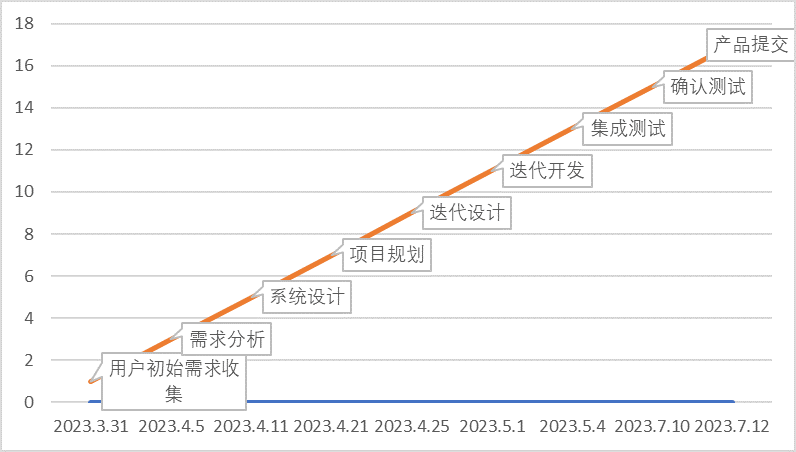 18
产品提交
16
确认测试
14
集成测试
12
迭代开发
10
迭代设计
8
项目规划
6
系统设计
4
需求分析
2
用户初始需求收
集
0
2023.3.31 2023.4.5 2023.4.11 2023.4.21 2023.4.25 2023.5.1 2023.5.4 2023.7.10 2023.7.12